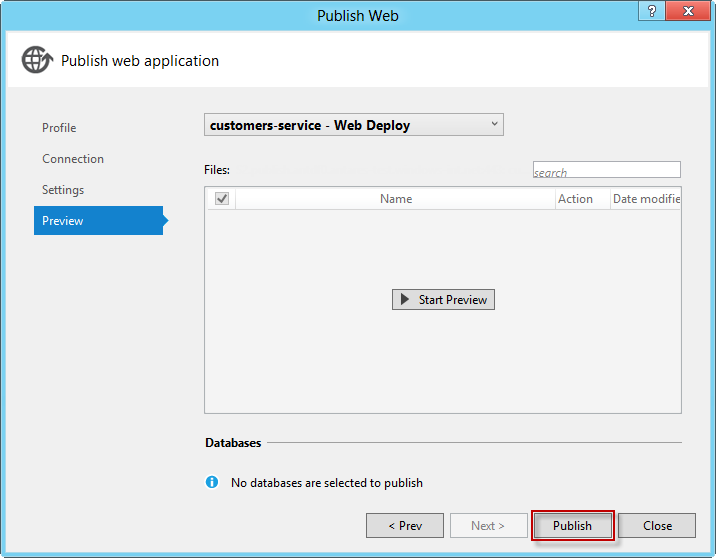 Publish Web
?
Publish web application
Profile
Connection
Settings
Preview
customers-service - Web Deploy
Files:
search
Name Action Date modifie
Start Preview
Databases
No databases are selected to publish
< Prev Next > Publish Close